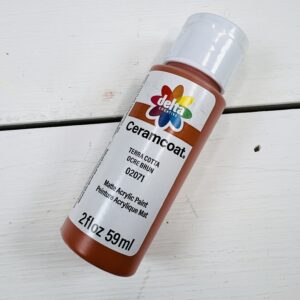 delta
Ceramcoat®
TERRA COTTA
OCRE BRUN
02071
Matte Acrylic Paint
Peinture Acrylique Mat
2 fl oz 59ml